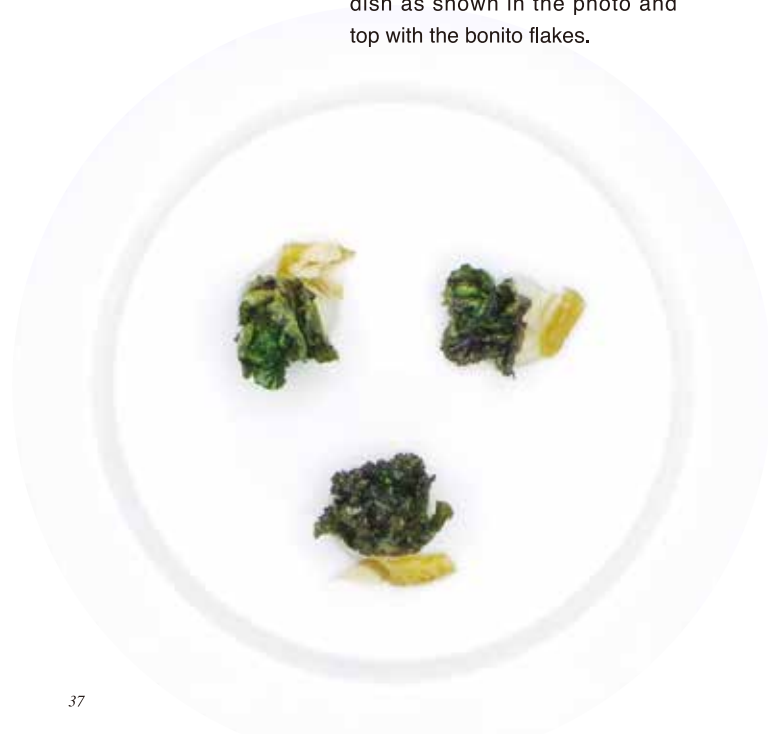 dish as shown in the photo and
top with the bonito flakes.
37